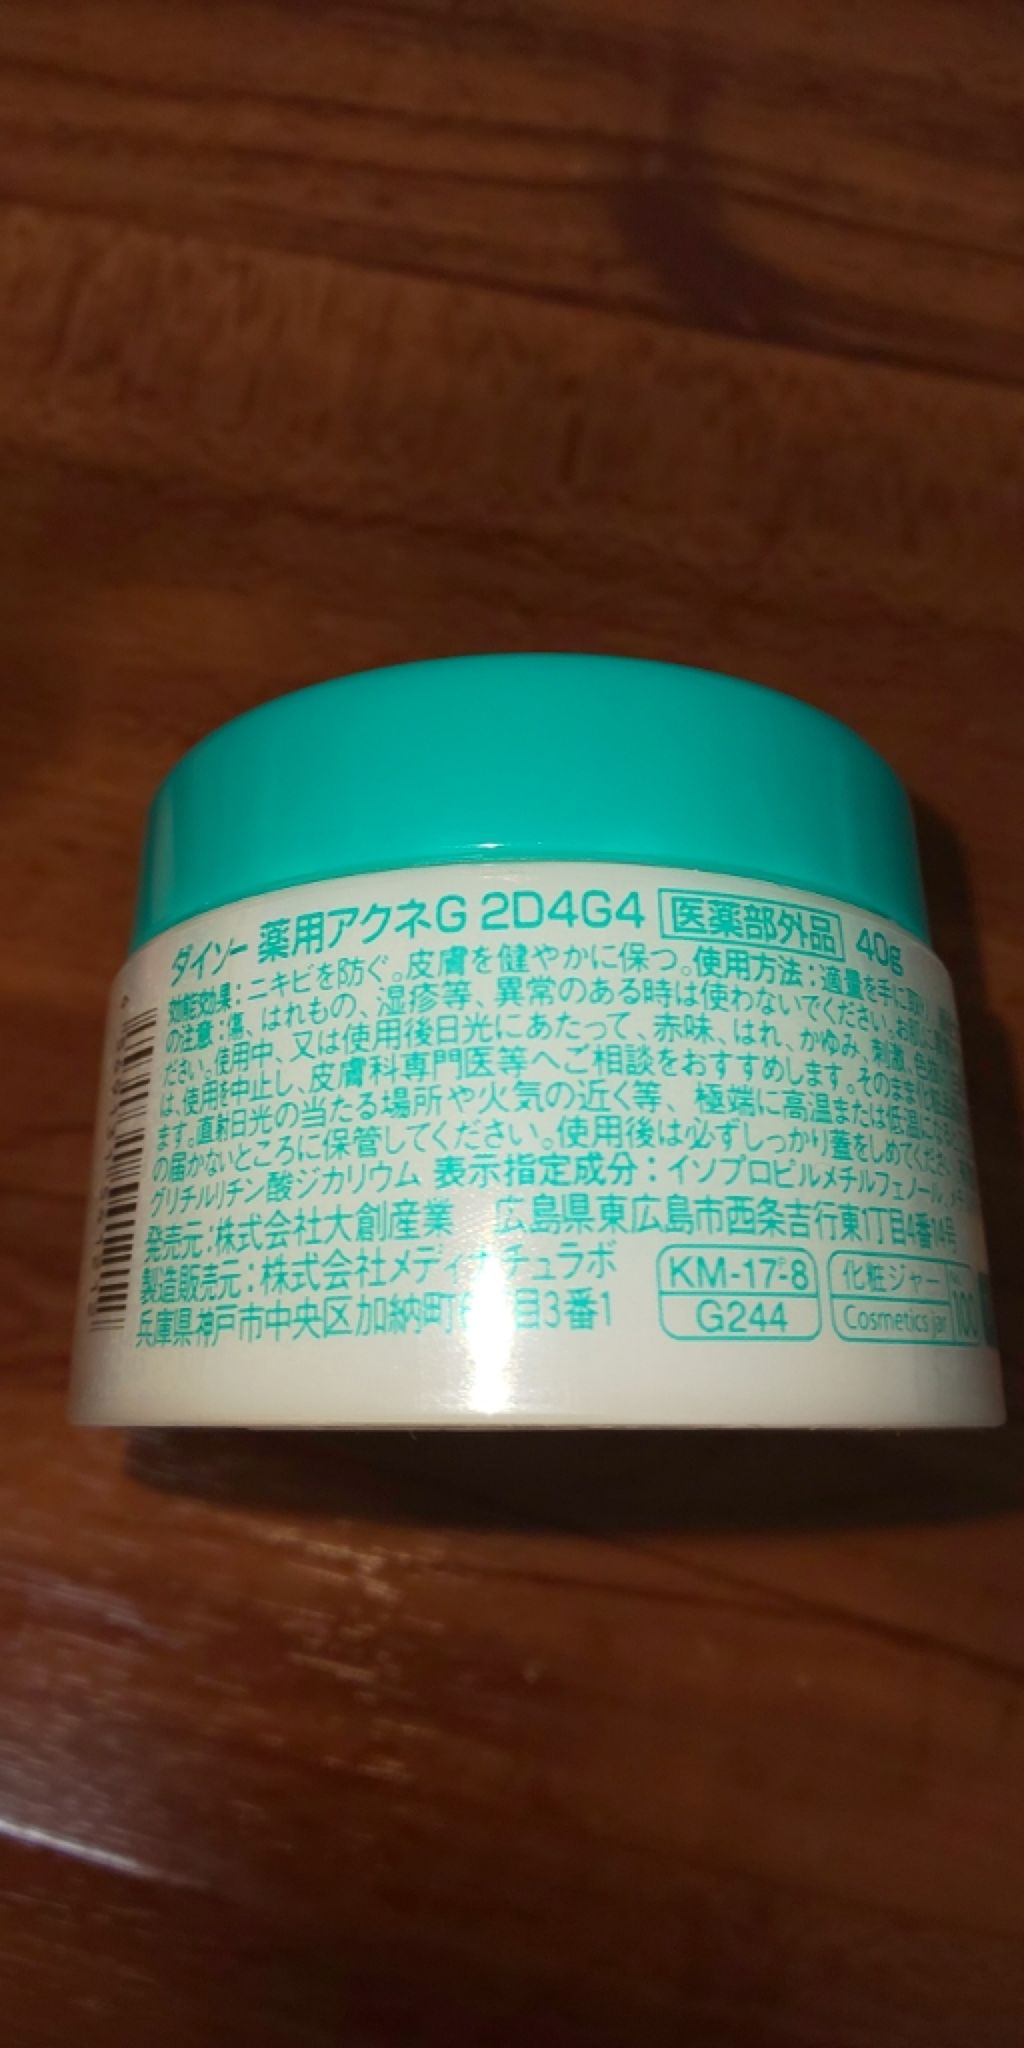 ダイソー 薬用アクネG 2D4G4 医薬部外品 40g
効能効果：ニキビを防ぐ。皮膚を健やかに保つ。使用方法：適量を手に取り、
の注意：傷、はれもの、湿疹等、異常のある時は使わないでください。お肌に
ださい。使用中、又は使用後日光にあたって、赤味、はれ、かゆみ、刺激、色
は、使用を中止し、皮膚科専門医等へご相談をおすすめします。そのまま
ます。直射日光の当たる場所や火気の近く等、極端に高温または低温に
の届かないところに保管してください。使用後は必ずしっかり蓋をしめてください。
グリチルリチン酸ジカリウム 表示指定成分：イソプロピルメチルフェノール、
発売元：株式会社大創産業 広島県東広島市西条吉行東1丁目4番14号
製造販売元：株式会社メディ チュラボ
兵庫県神戸市中央区加納町 目3番1
KM-17-8
G244
化粧ジャー
Cosmetics jar
100